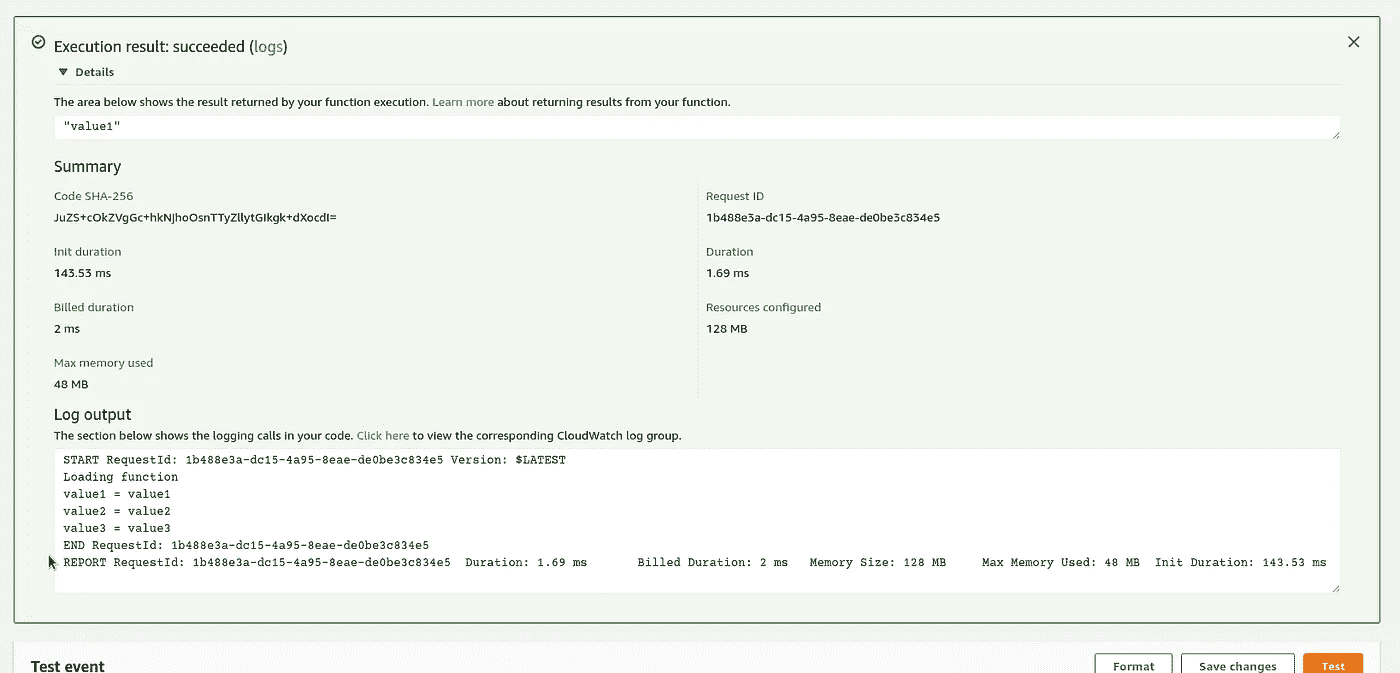 Execution result: succeeded (logs)
Details
The area below shows the result returned by your function execution. Learn more about returning results from your function.
"value1"
Summary
Code SHA-256
JuZS+cOkZVgGc+hkNJhoOsnTTyZllytGIkgk+dXocdI=
Request ID
1b488e3a-dc15-4a95-8eae-de0be3c834e5
Init duration
143.53 ms
Duration
1.69 ms
Billed duration
2 ms
Resources configured
128 MB
Max memory used
48 MB
Log output
The section below shows the logging calls in your code. Click here to view the corresponding CloudWatch log group.
START RequestId: 1b488e3a-dc15-4a95-8eae-de0be3c834e5 Version: $LATEST
Loading function
value1 = value1
value2 = value2
value3 = value3
END RequestId: 1b488e3a-dc15-4a95-8eae-de0be3c834e5
REPORT RequestId: 1b488e3a-dc15-4a95-8eae-de0be3c834e5 Duration: 1.69 ms Billed Duration: 2 ms Memory Size: 128 MB Max Memory Used: 48 MB Init Duration: 143.53 ms
Test event
Format
Save changes
Test